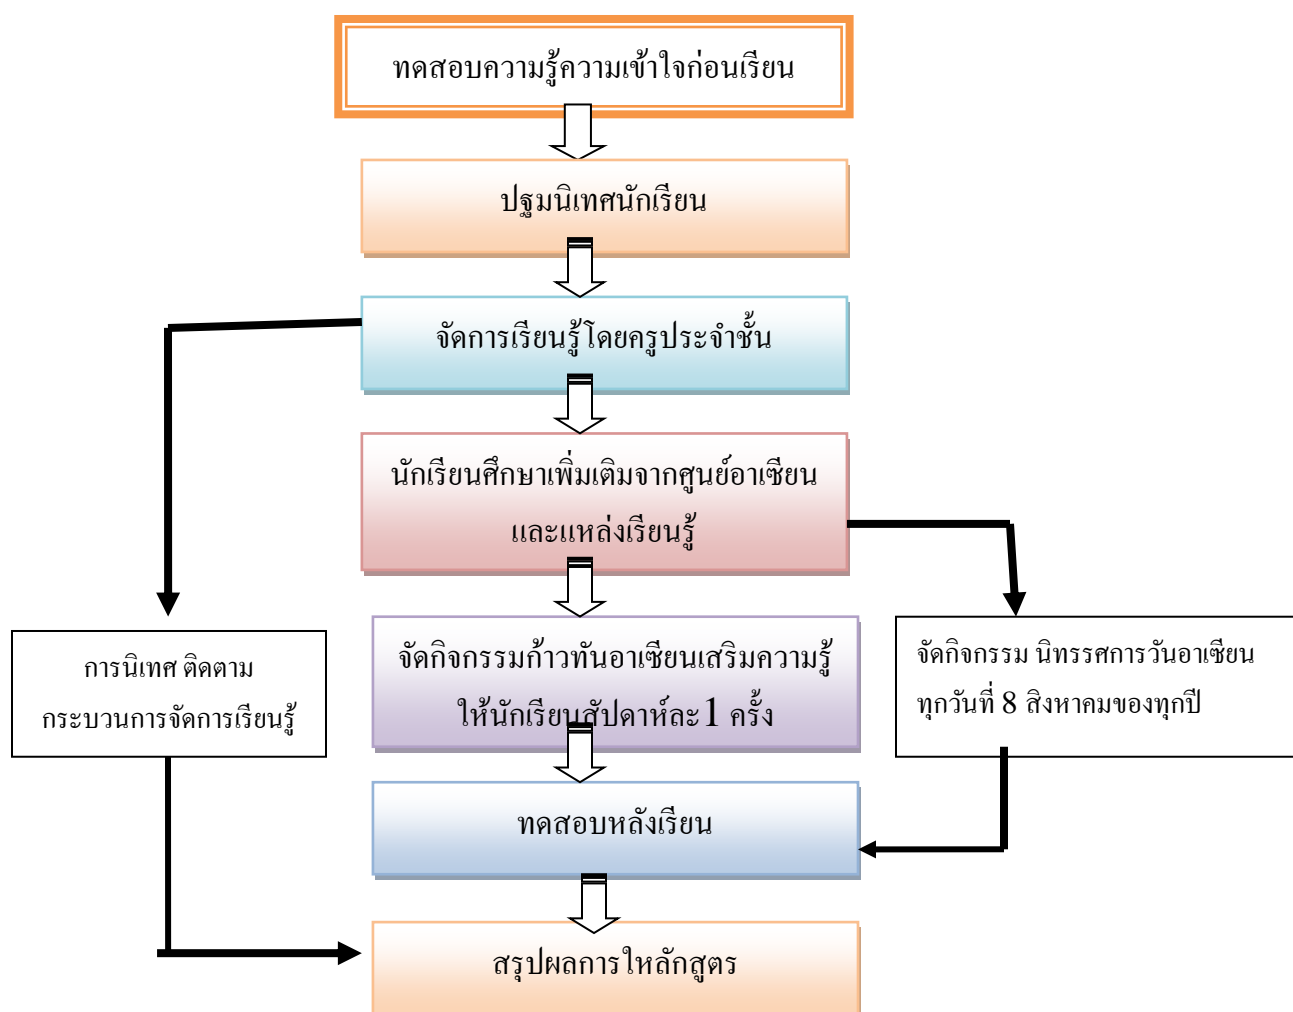 ทดสอบความรู้ความเข้าใจก่อนเรียน
ปฐมนิเทศนักเรียน
จัดการเรียนรู้โดยครูประจำชั้น
นักเรียนศึกษาเพิ่มเติมจากศูนย์อาเซียน
และแหล่งเรียนรู้
การนิเทศ ติดตาม
กระบวนการจัดการเรียนรู้
จัดกิจกรรมก้าวทันอาเซียนเสริมความรู้
ให้นักเรียนสัปดาห์ละ1 ครั้ง
จัดกิจกรรม นิทรรศการวันอาเซียน
ทุกวันที่ 8 สิงหาคมของทุกปี
ทดสอบหลังเรียน
สรุปผลการใหลักสูตร